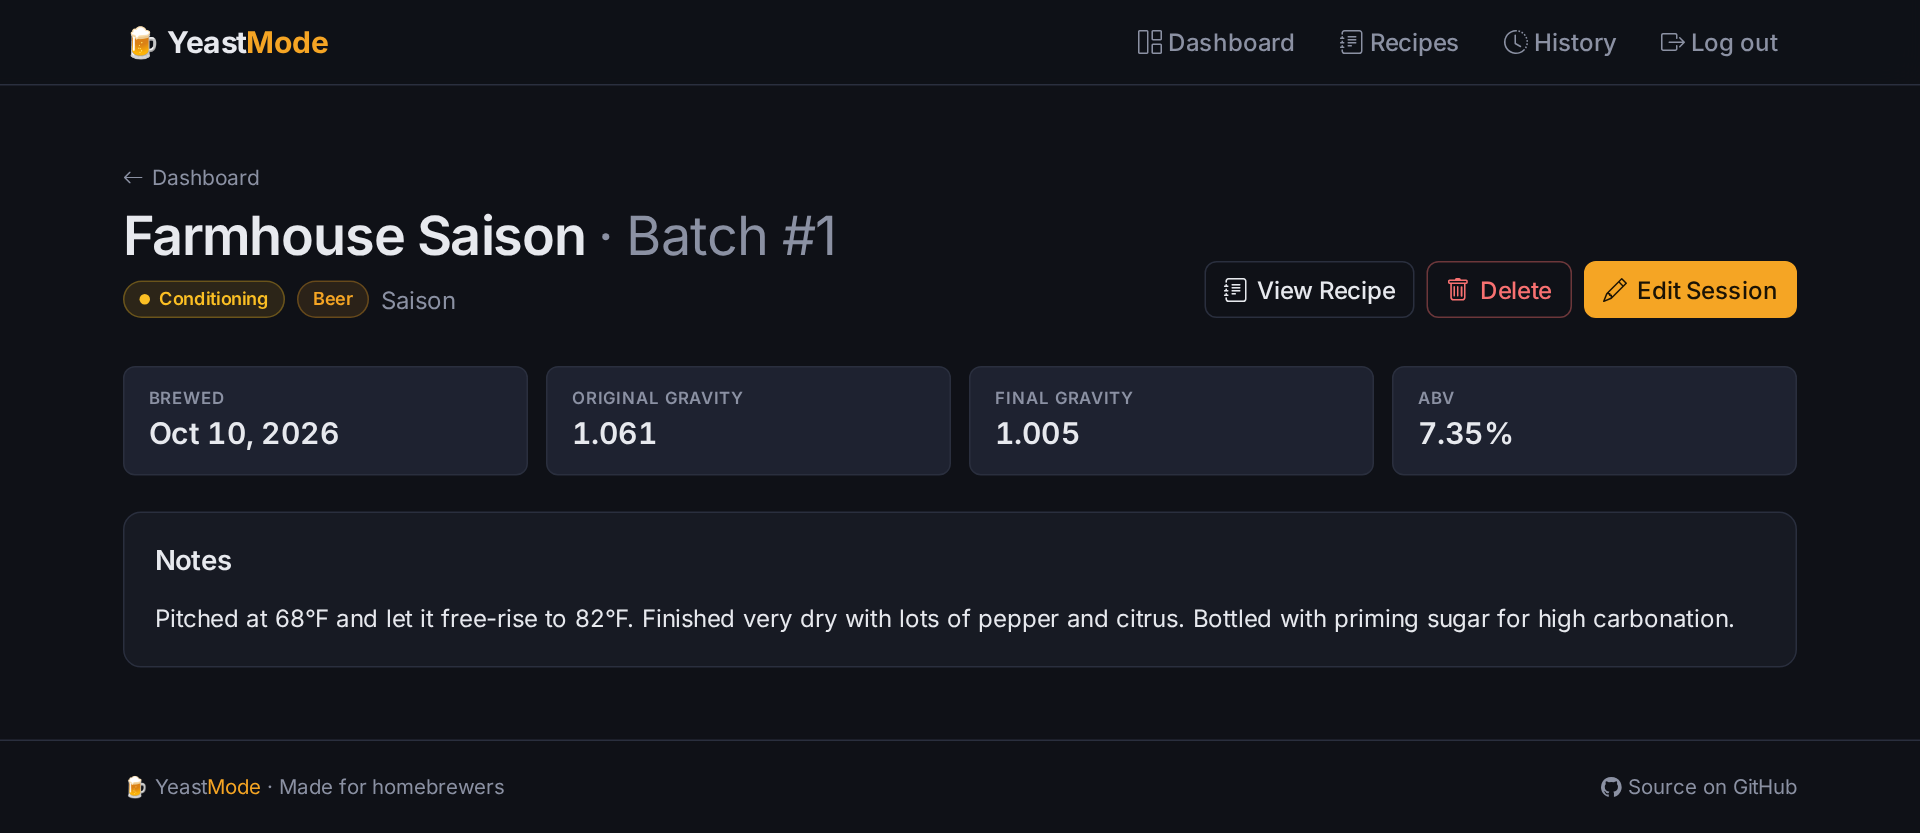 YeastMode
Dashboard
Recipes
History
Log out
← Dashboard
Farmhouse Saison · Batch #1
Conditioning
Beer
Saison
View Recipe
Delete
Edit Session
BREWED
Oct 10, 2026
ORIGINAL GRAVITY
1.061
FINAL GRAVITY
1.005
ABV
7.35%
Notes
Pitched at 68°F and let it free-rise to 82°F. Finished very dry with lots of pepper and citrus. Bottled with priming sugar for high carbonation.
YeastMode · Made for homebrewers
Source on GitHub